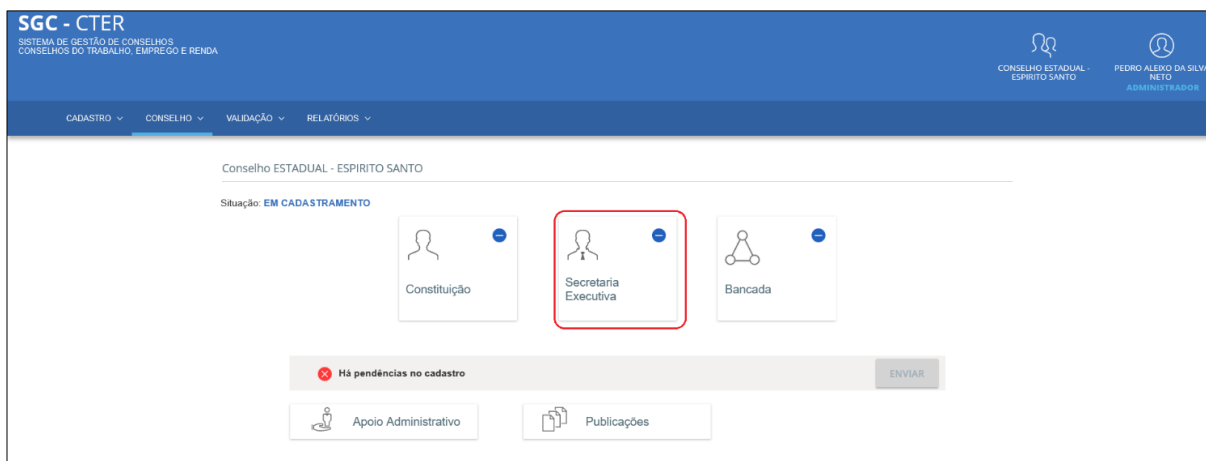 SGC - CTER
SISTEMA DE GESTÃO DE CONSELHOS
CONSELHOS DO TRABALHO, EMPREGO E RENDA
CONSELHO ESTADUAL -
ESPIRITO SANTO
PEDRO ALEIXO DA SILVA
NETO
ADMINISTRADOR
CADASTRO CONSELHO VALIDAÇÃO RELATÓRIOS
Conselho ESTADUAL - ESPIRITO SANTO
Situação: EM CADASTRAMENTO
Constituição
Secretaria
Executiva
Bancada
Há pendências no cadastro
ENVIAR
Apoio Administrativo
Publicações